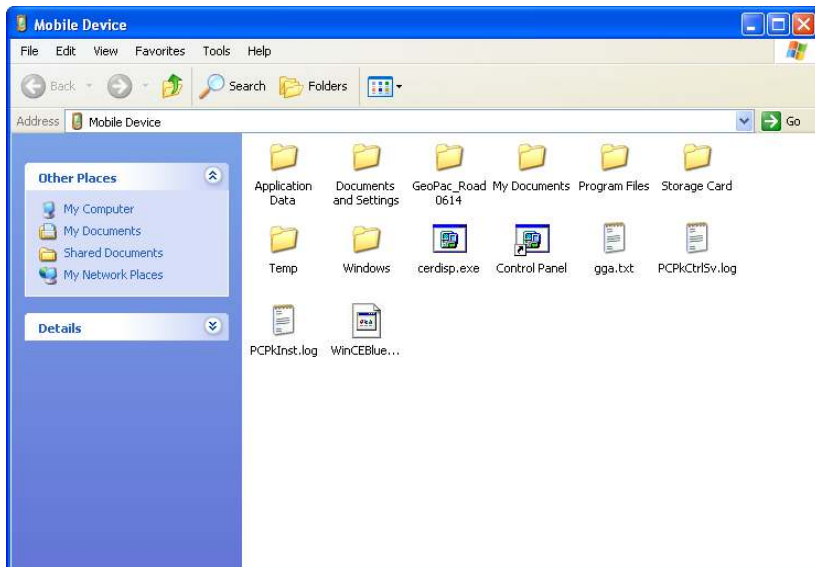 Mobile Device
File Edit View Favorites Tools Help
Back Search Folders
Address Mobile Device Go
Other Places
My Computer
My Documents
Shared Documents
My Network Places
Details
Application Data
Documents and Settings
GeoPac_Road 0614
My Documents
Program Files
Storage Card
Temp
Windows
cerdisp.exe
Control Panel
gga.txt
PCPkCtrlSv.log
PCPkInst.log
WinCEBlue...